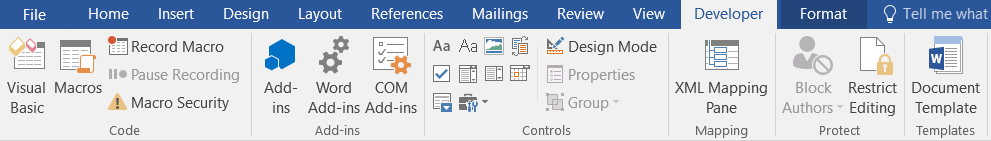 File Home Insert Design Layout References Mailings Review View Developer Format Tell me what
Visual Basic
Macros
Record Macro
Pause Recording
Macro Security
Code
Add-
ins
Word
Add-ins
COM
Add-ins
Add-ins
Aa Aa
Design Mode
Properties
Group
Controls
XML Mapping
Pane
Mapping
Block
Authors
Restrict
Editing
Protect
Document
Template
Templates